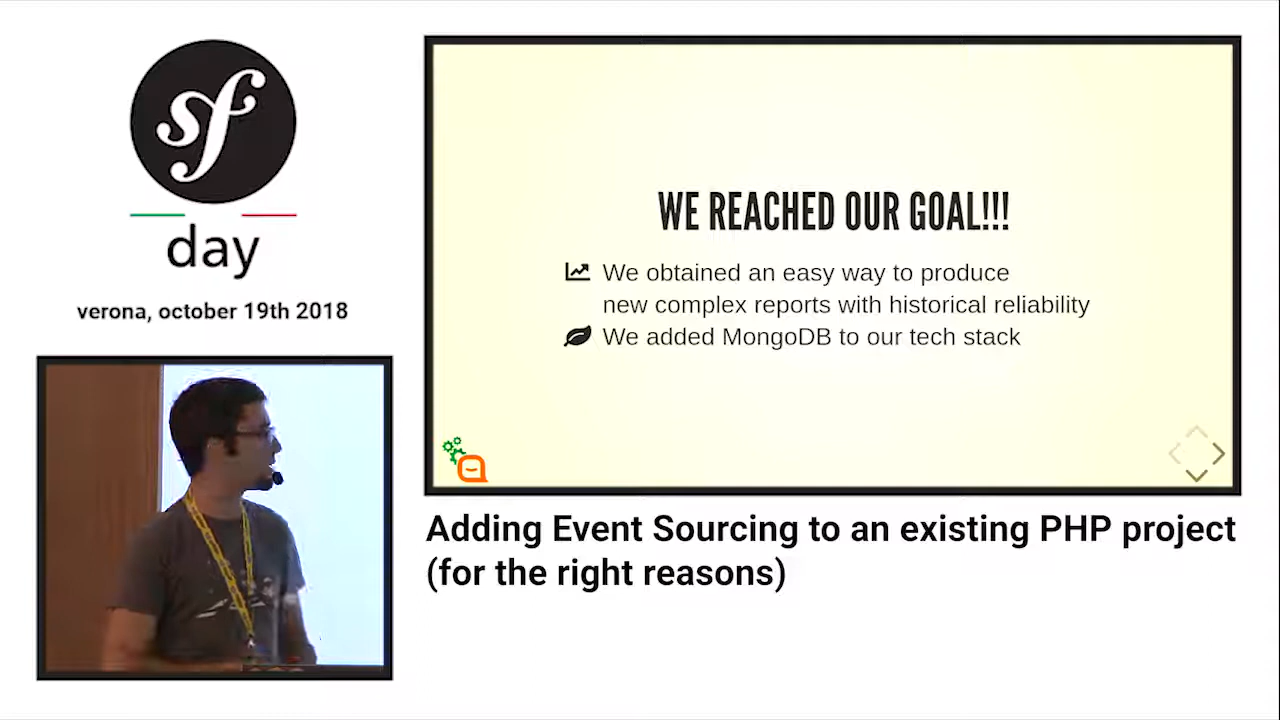 sf
day
verona, october 19th 2018
WE REACHED OUR GOAL!!!
We obtained an easy way to produce
new complex reports with historical reliability
We added MongoDB to our tech stack
Adding Event Sourcing to an existing PHP project
(for the right reasons)